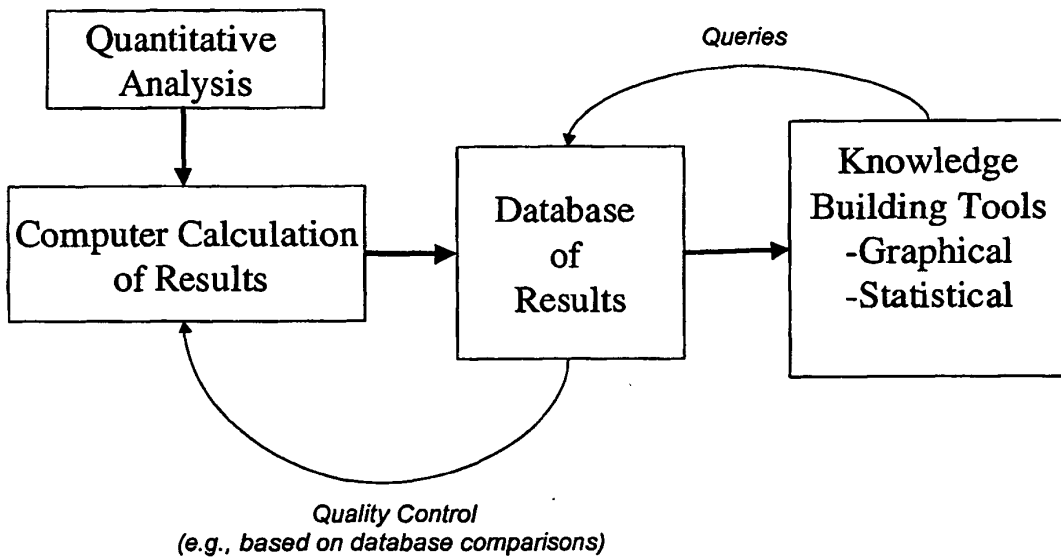 Quantitative
Analysis
Queries
Computer Calculation
of Results
Database
of
Results
Knowledge
Building Tools
-Graphical
-Statistical
Quality Control
(e.g., based on database comparisons)